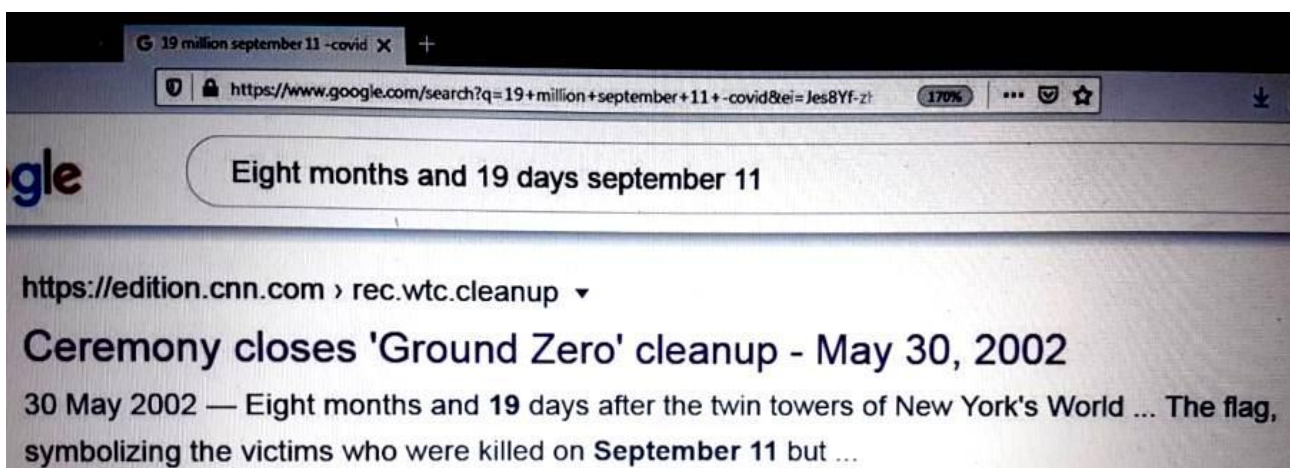 G 19 million september 11 -covid X +
https://www.google.com/search?q=19+million+september+11+-covid&ei=Jes8Yf-zł 170% ...
gle Eight months and 19 days september 11
https://edition.cnn.com › rec.wtc.cleanup
Ceremony closes 'Ground Zero' cleanup - May 30, 2002
30 May 2002 — Eight months and 19 days after the twin towers of New York's World ... The flag,
symbolizing the victims who were killed on September 11 but ...